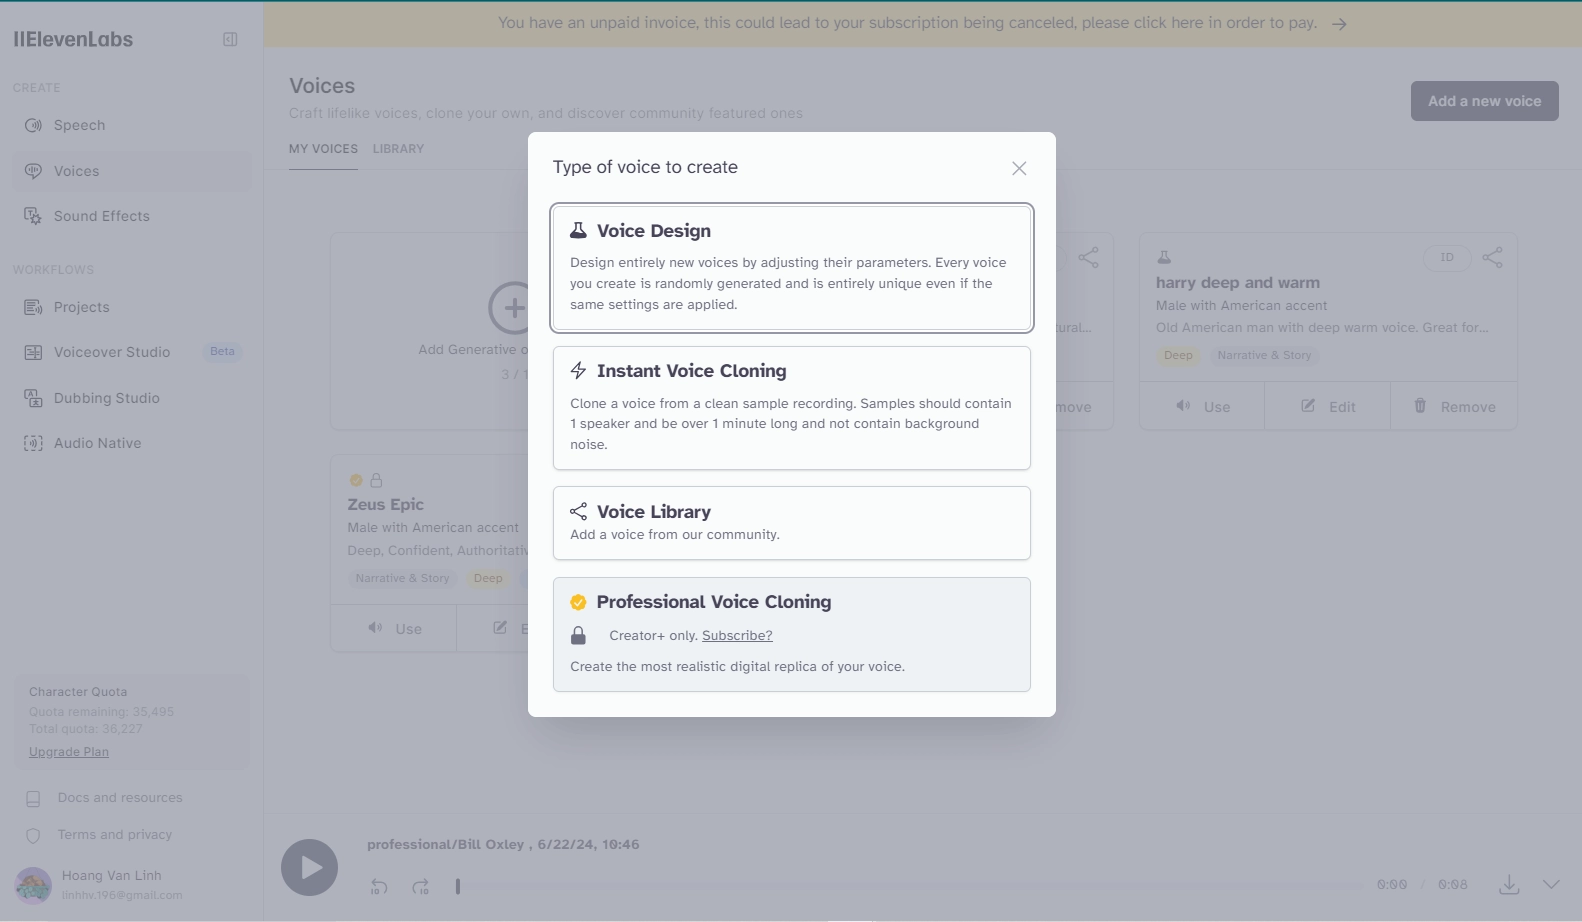 You have an unpaid invoice, this could lead to your subscription being canceled, please click here in order to pay.
IIElevenLabs
CREATE
Speech
Voices
Sound Effects
WORKFLOWS
Projects
Voiceover Studio
Beta
Dubbing Studio
Audio Native
Character Quota
Quota remaining: 35,495
Total quota: 36,227
Upgrade Plan
Docs and resources
Terms and privacy
Hoang Van Linh
linhhv.196@gmail.com
Voices
Craft lifelike voices, clone your own, and discover community featured ones
Add a new voice
MY VOICES LIBRARY
Add Generative
3 /
Zeus Epic
Male with American accent
Deep, Confident,
Narrative & Story Deep
Use
ID
harry deep and warm
Male with American accent
Old American man with deep warm voice. Great for...
Deep Narrative & Story
Use Edit Remove
Type of voice to create
Voice Design
Design entirely new voices by adjusting their parameters. Every voice
you create is randomly generated and is entirely unique even if the
same settings are applied.
Instant Voice Cloning
Clone a voice from a clean sample recording. Samples should contain
1 speaker and be over 1 minute long and not contain background
noise.
Voice Library
Add a voice from our community.
Professional Voice Cloning
Creator+ only. Subscribe?
Create the most realistic digital replica of your voice.
professional/Bill Oxley , 6/22/24, 10:46
10 10
0:00 / 0:08